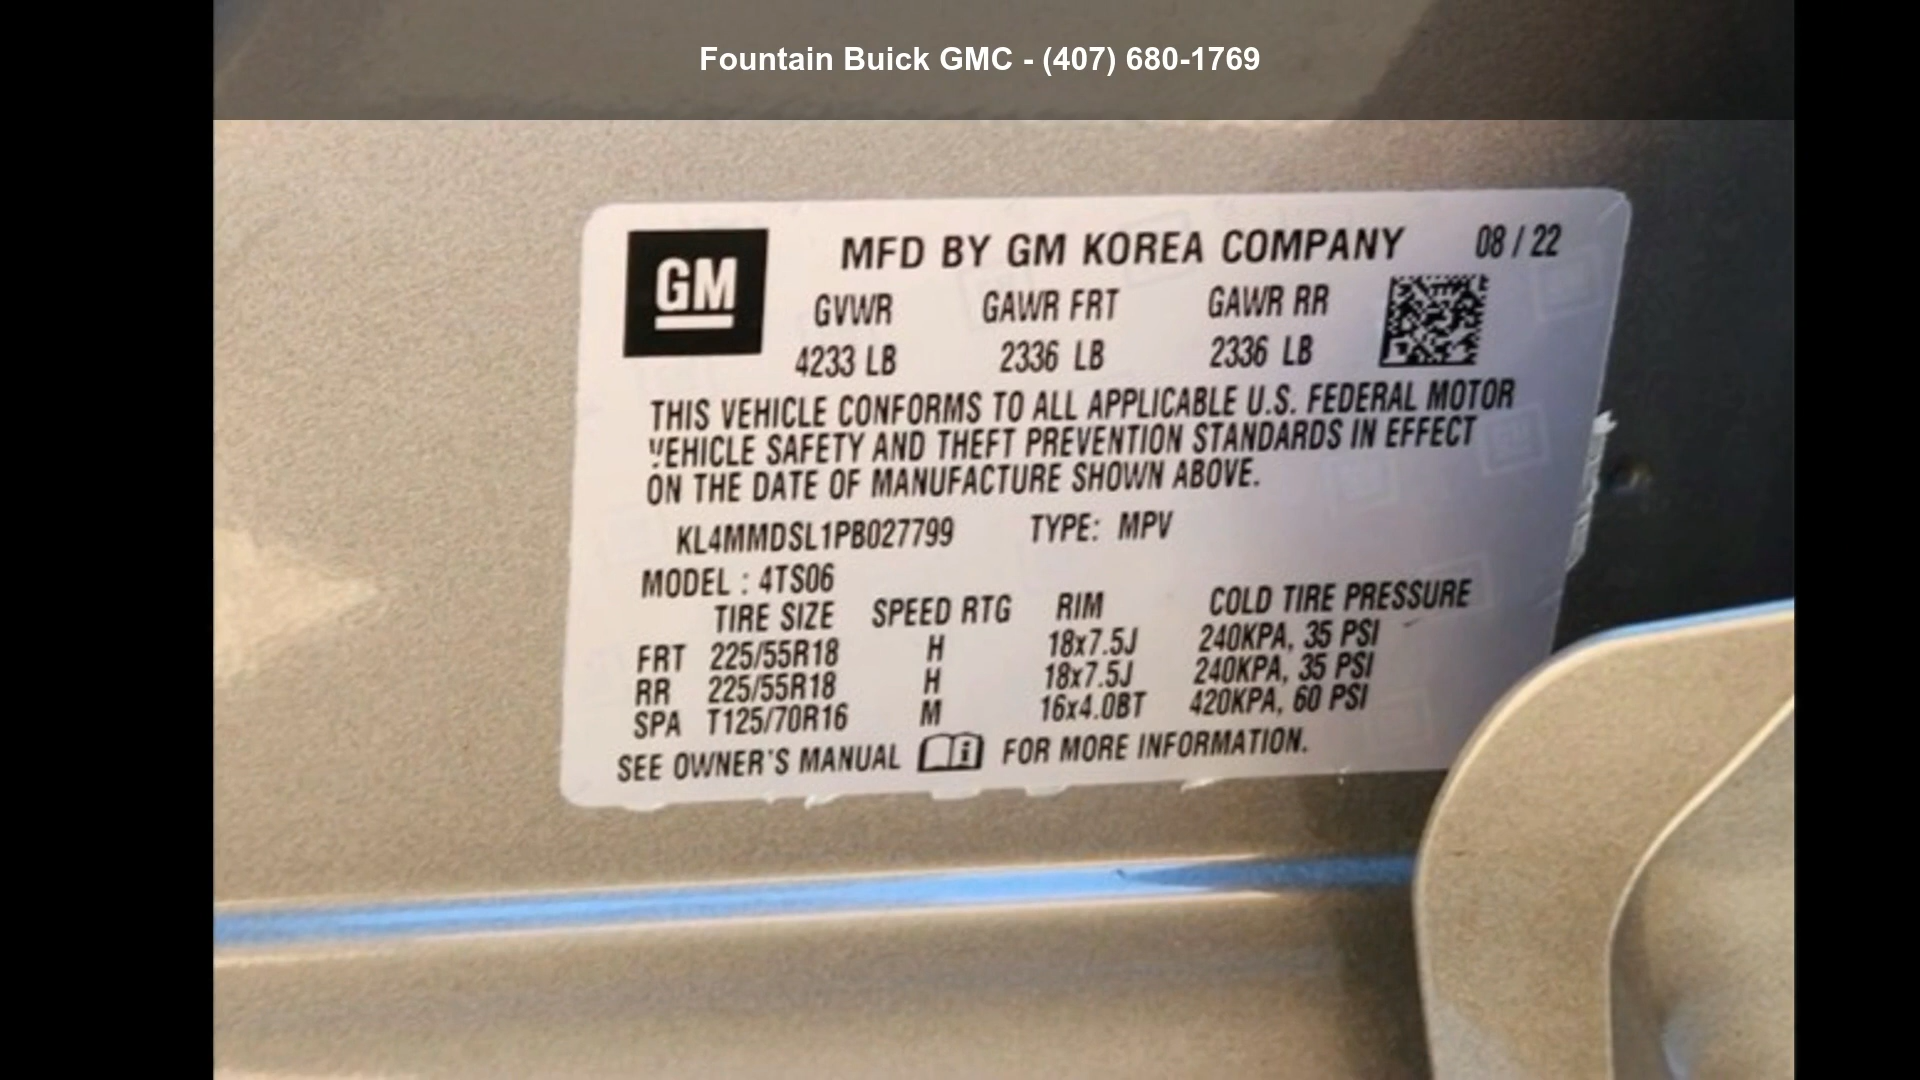 Fountain Buick GMC - (407) 680-1769
GM MFD BY GM KOREA COMPANY 08 / 22
GVWR GAWR FRT GAWR RR
4233 LB 2336 LB 2336 LB
THIS VEHICLE CONFORMS TO ALL APPLICABLE U.S. FEDERAL MOTOR
VEHICLE SAFETY AND THEFT PREVENTION STANDARDS IN EFFECT
ON THE DATE OF MANUFACTURE SHOWN ABOVE.
KL4MMDSL1PB027799 TYPE: MPV
MODEL : 4TS06
TIRE SIZE SPEED RTG RIM COLD TIRE PRESSURE
FRT 225/55R18 H 18x7.5J 240KPA, 35 PSI
RR 225/55R18 H 18x7.5J 240KPA, 35 PSI
SPA T125/70R16 M 16x4.0BT 420KPA, 60 PSI
SEE OWNER'S MANUAL FOR MORE INFORMATION.